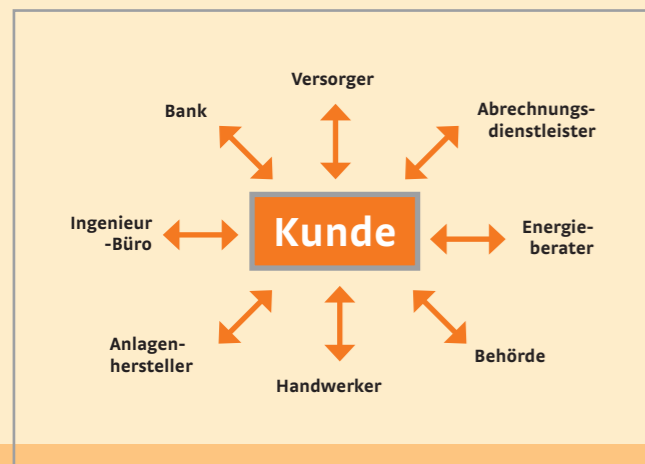 Versorger
Bank
Abrechnungs-
dienstleister
Ingenieur
-Büro
Kunde
Energie-
berater
Anlagen-
hersteller
Handwerker
Behörde